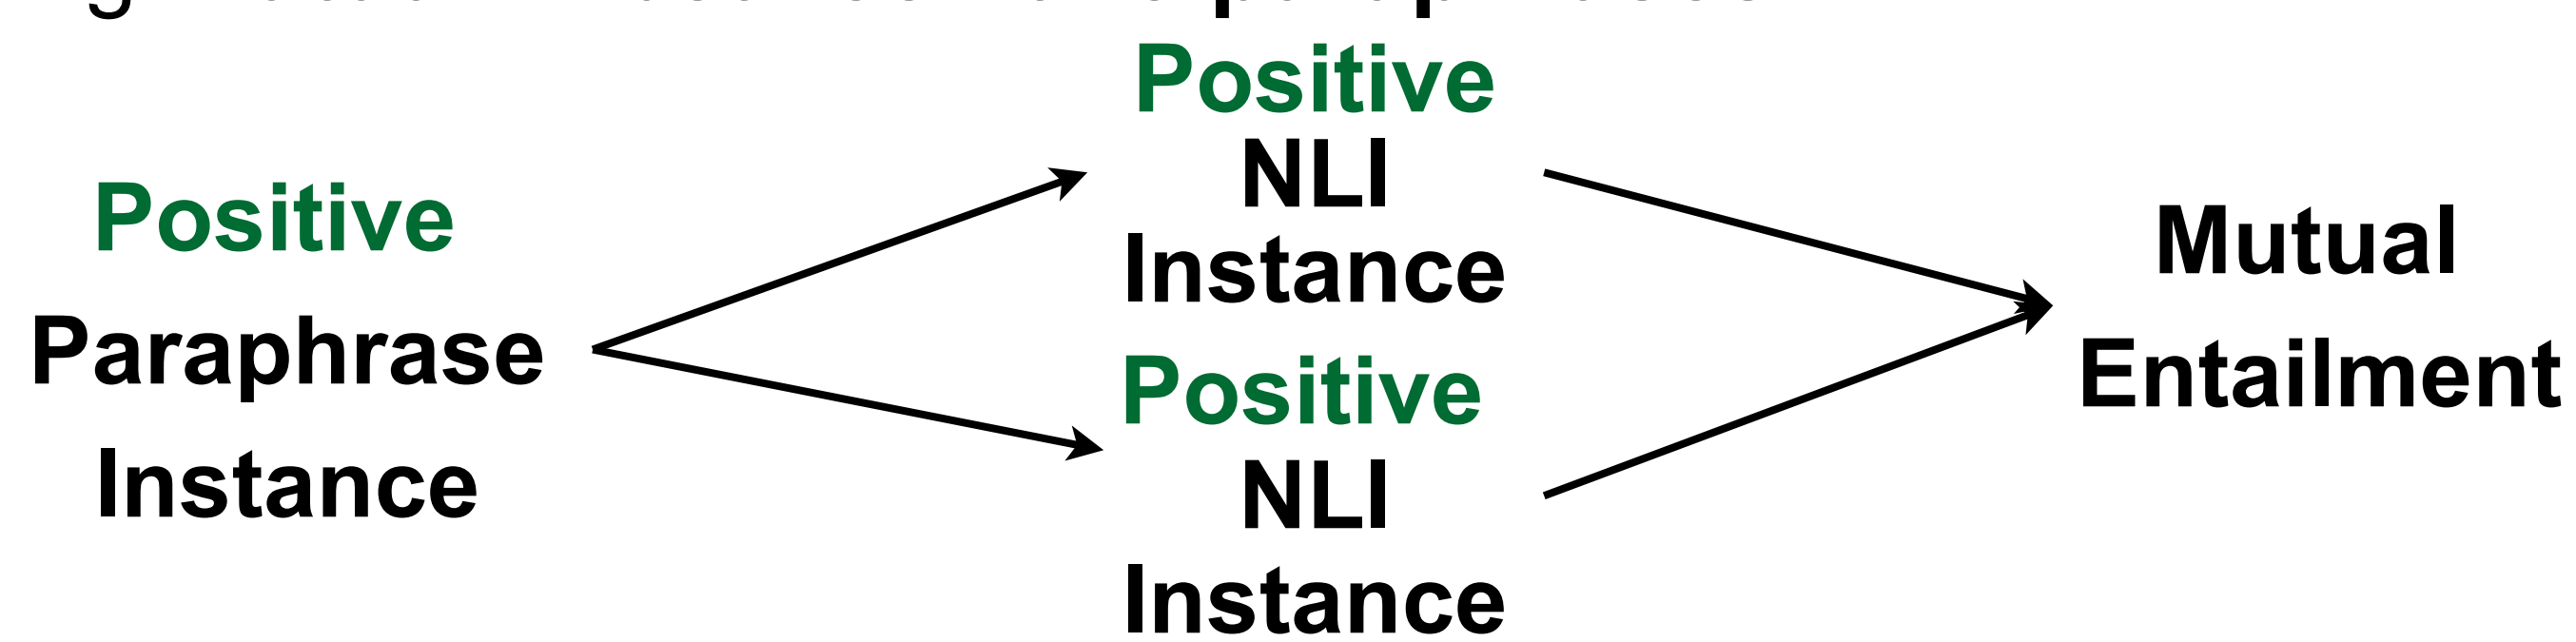 Positive
Paraphrase
Instance
Positive
NLI
Instance
Positive
NLI
Instance
Mutual
Entailment